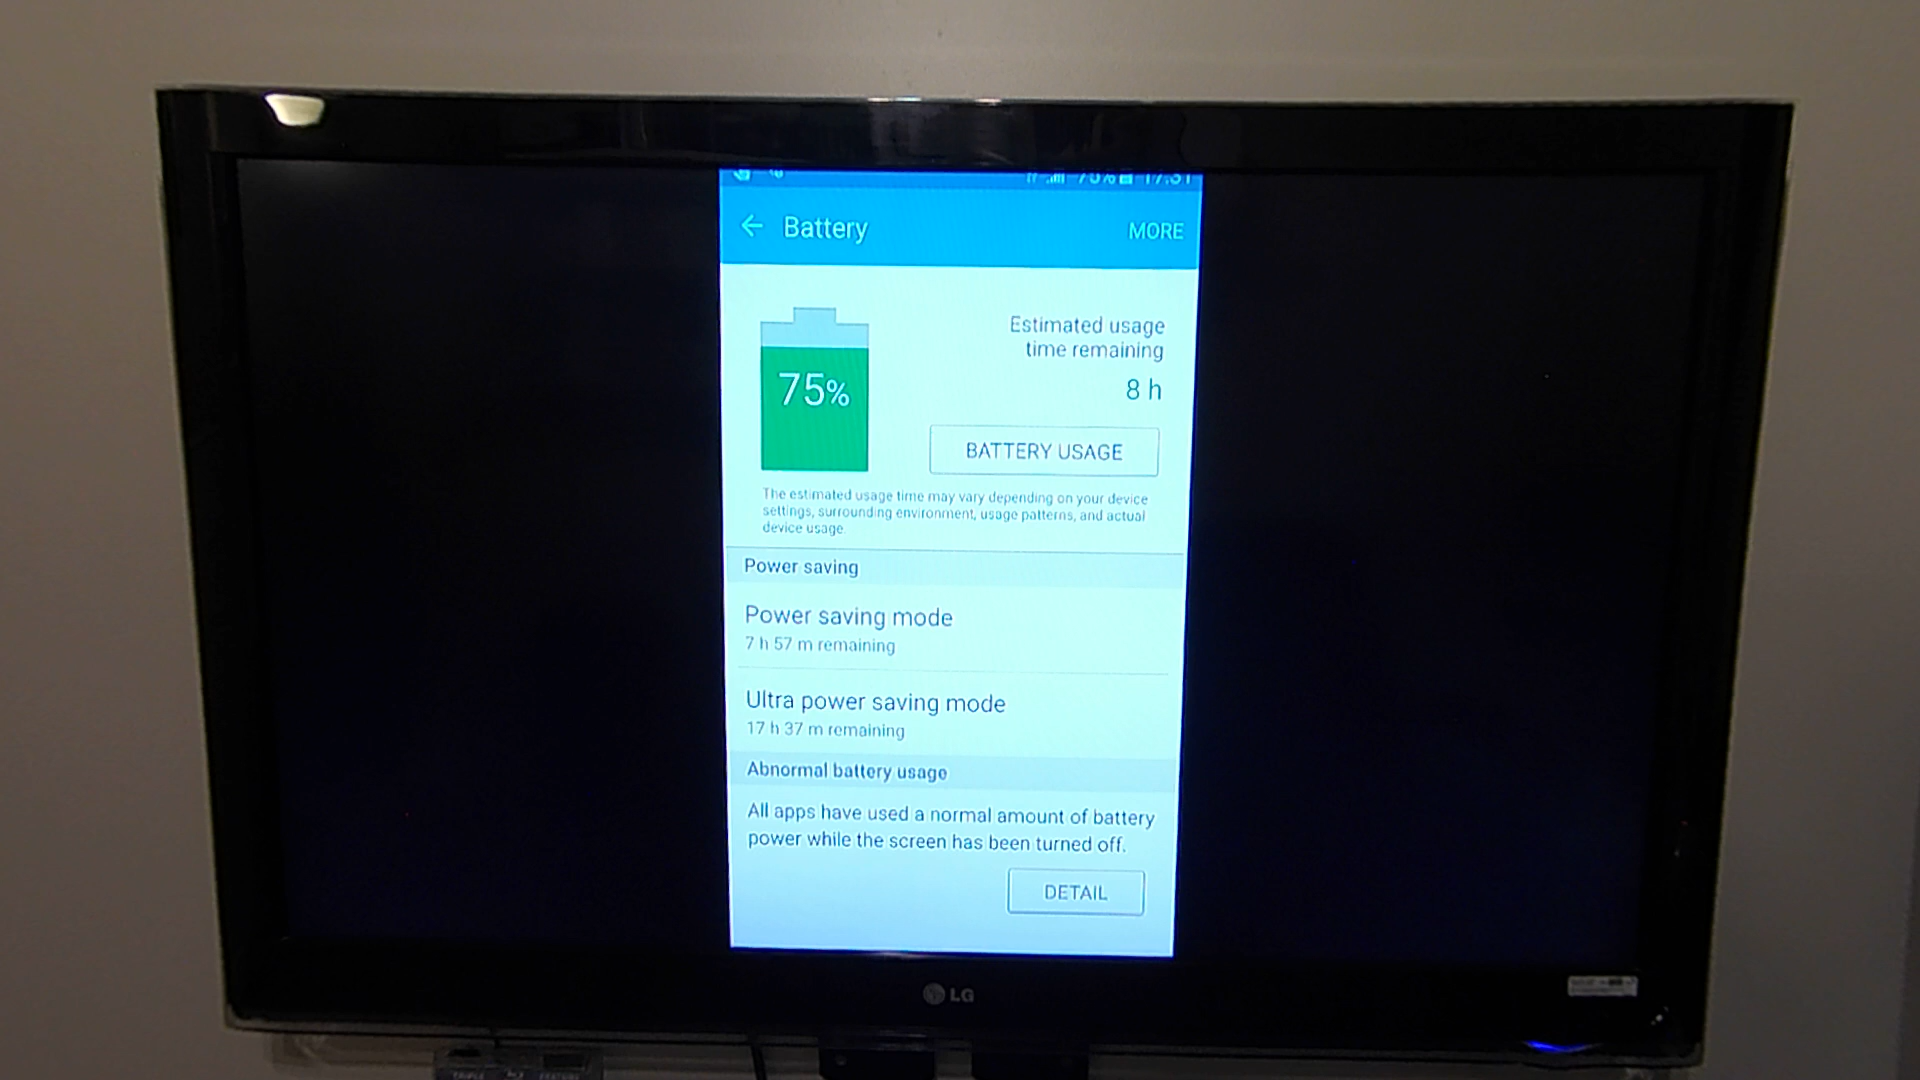 75% 17:31
Battery MORE
Estimated usage
time remaining
75%
8 h
BATTERY USAGE
The estimated usage time may vary depending on your device
settings, surrounding environment, usage patterns, and actual
device usage.
Power saving
Power saving mode
7 h 57 m remaining
Ultra power saving mode
17 h 37 m remaining
Abnormal battery usage
All apps have used a normal amount of battery
power while the screen has been turned off.
DETAIL
LG